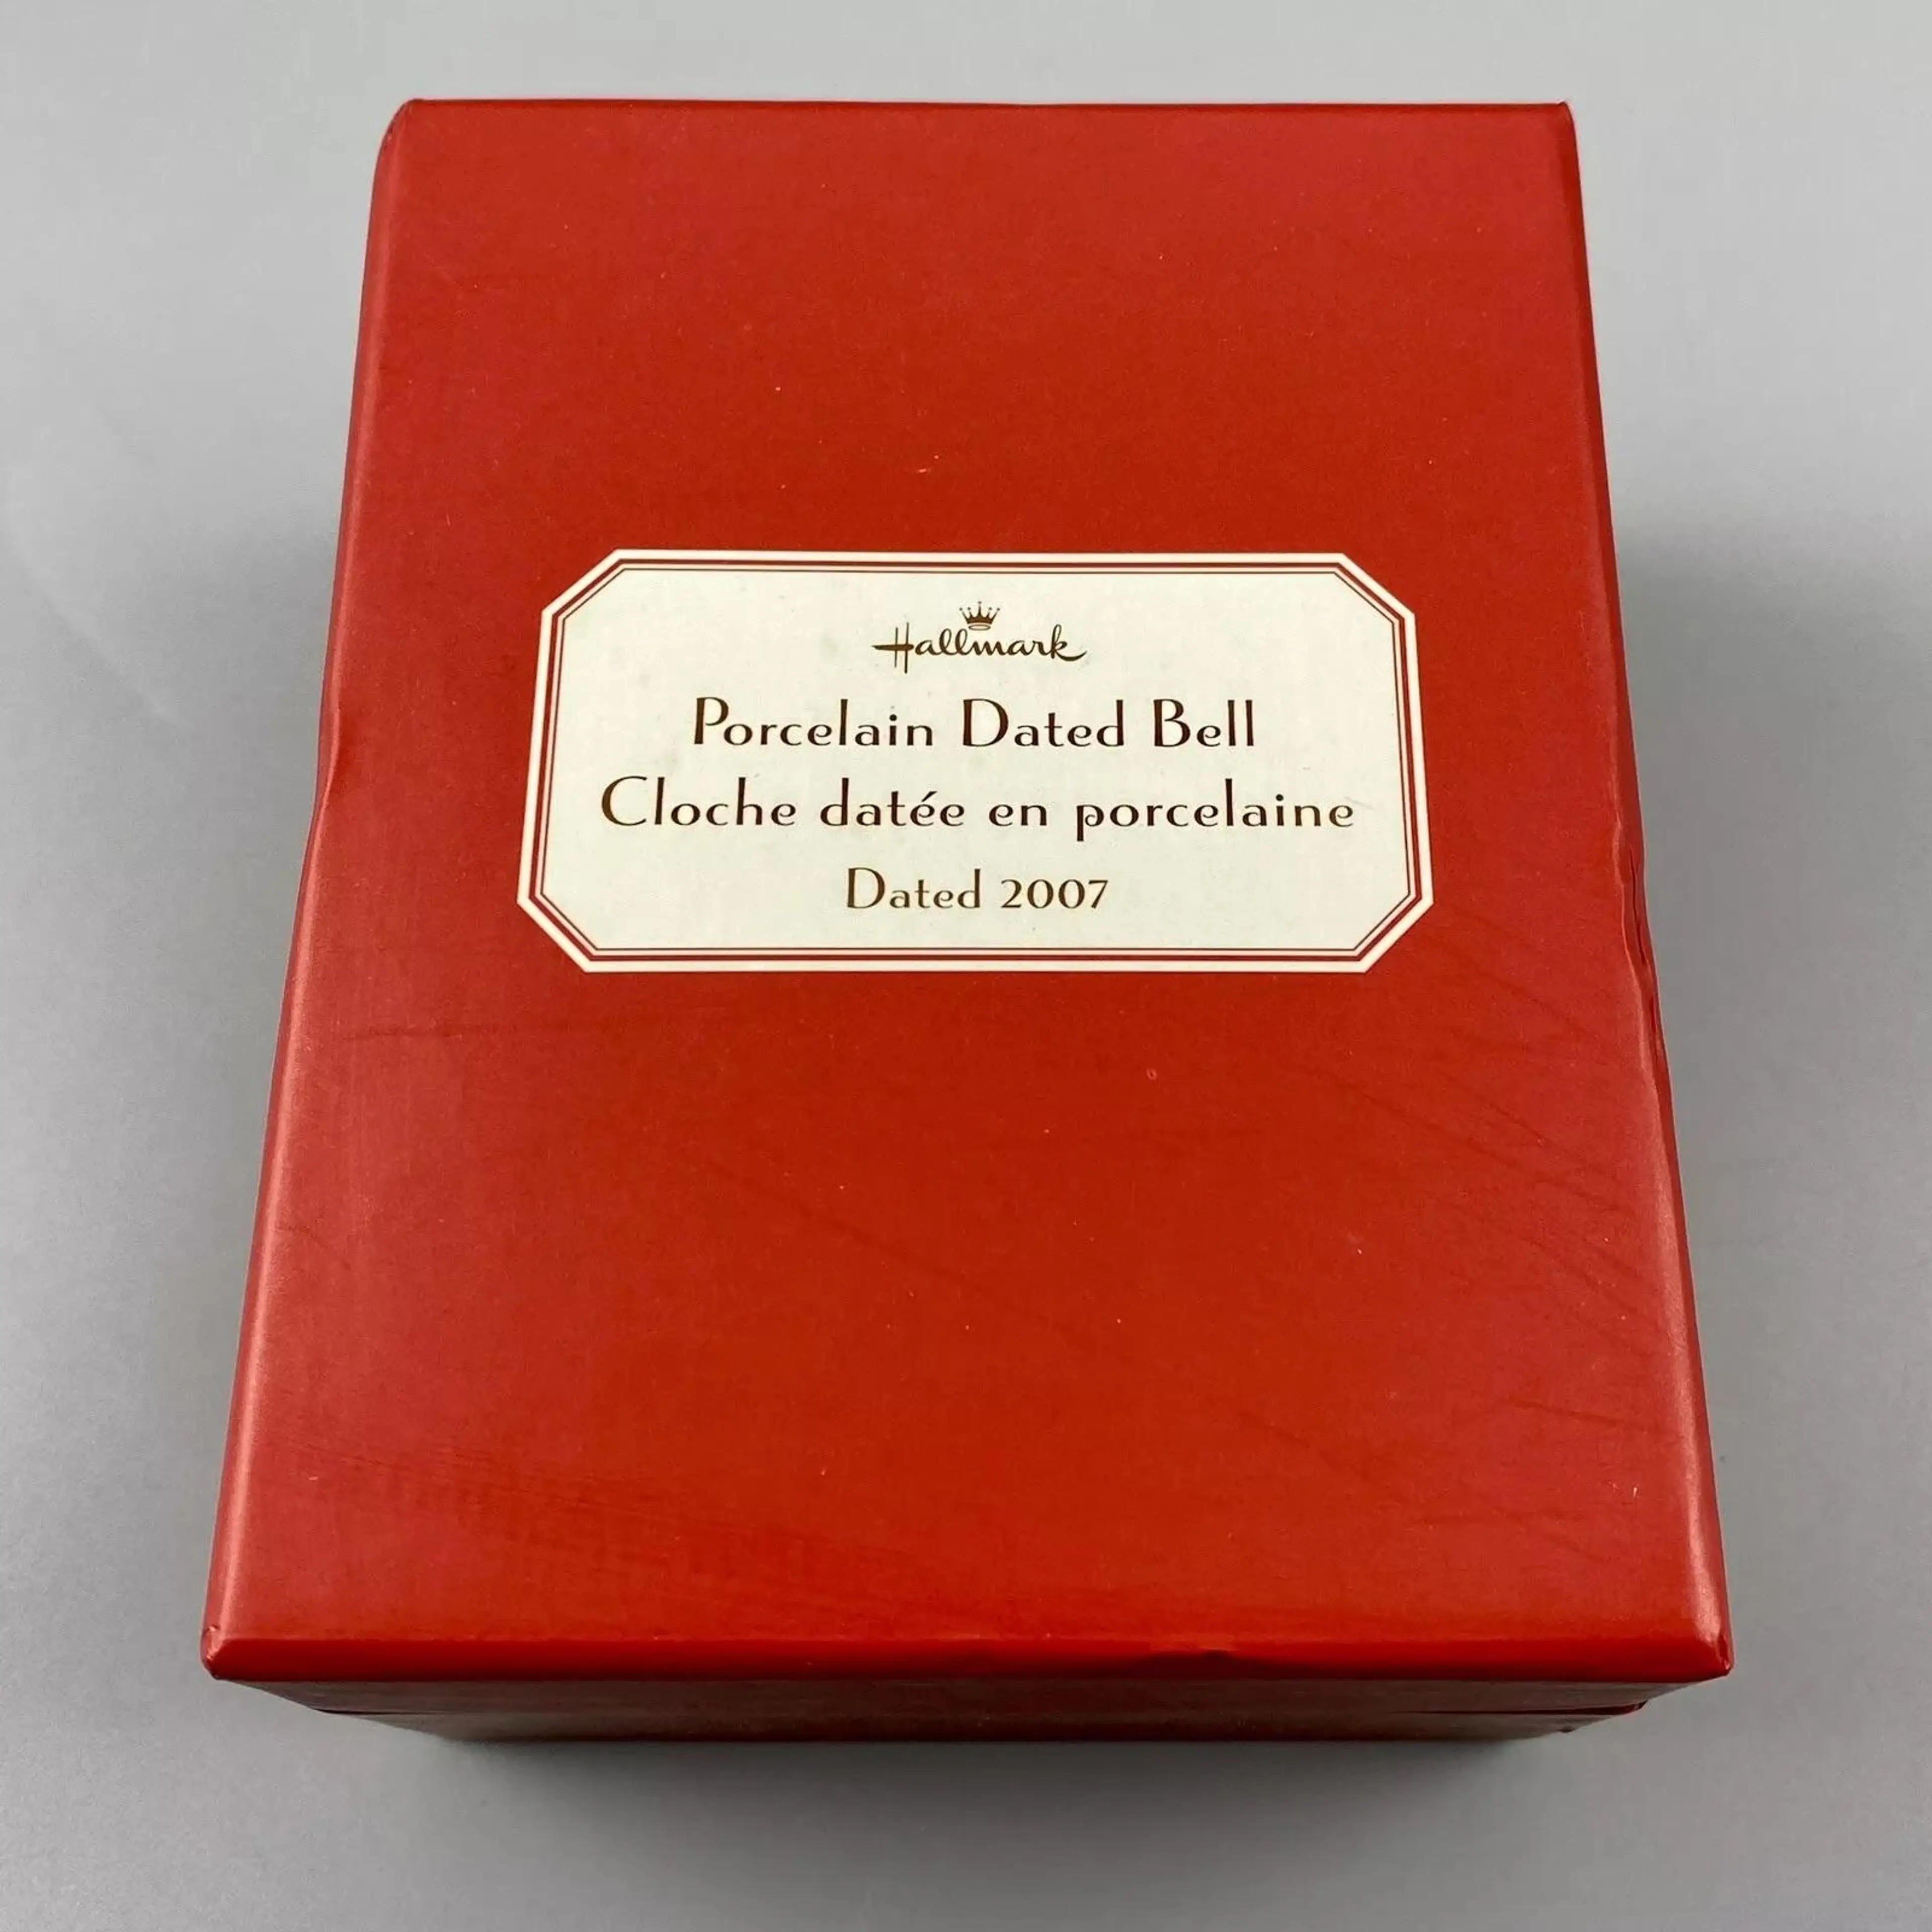 Hallmark
Porcelain Dated Bell
Cloche datée en porcelaine
Dated 2007